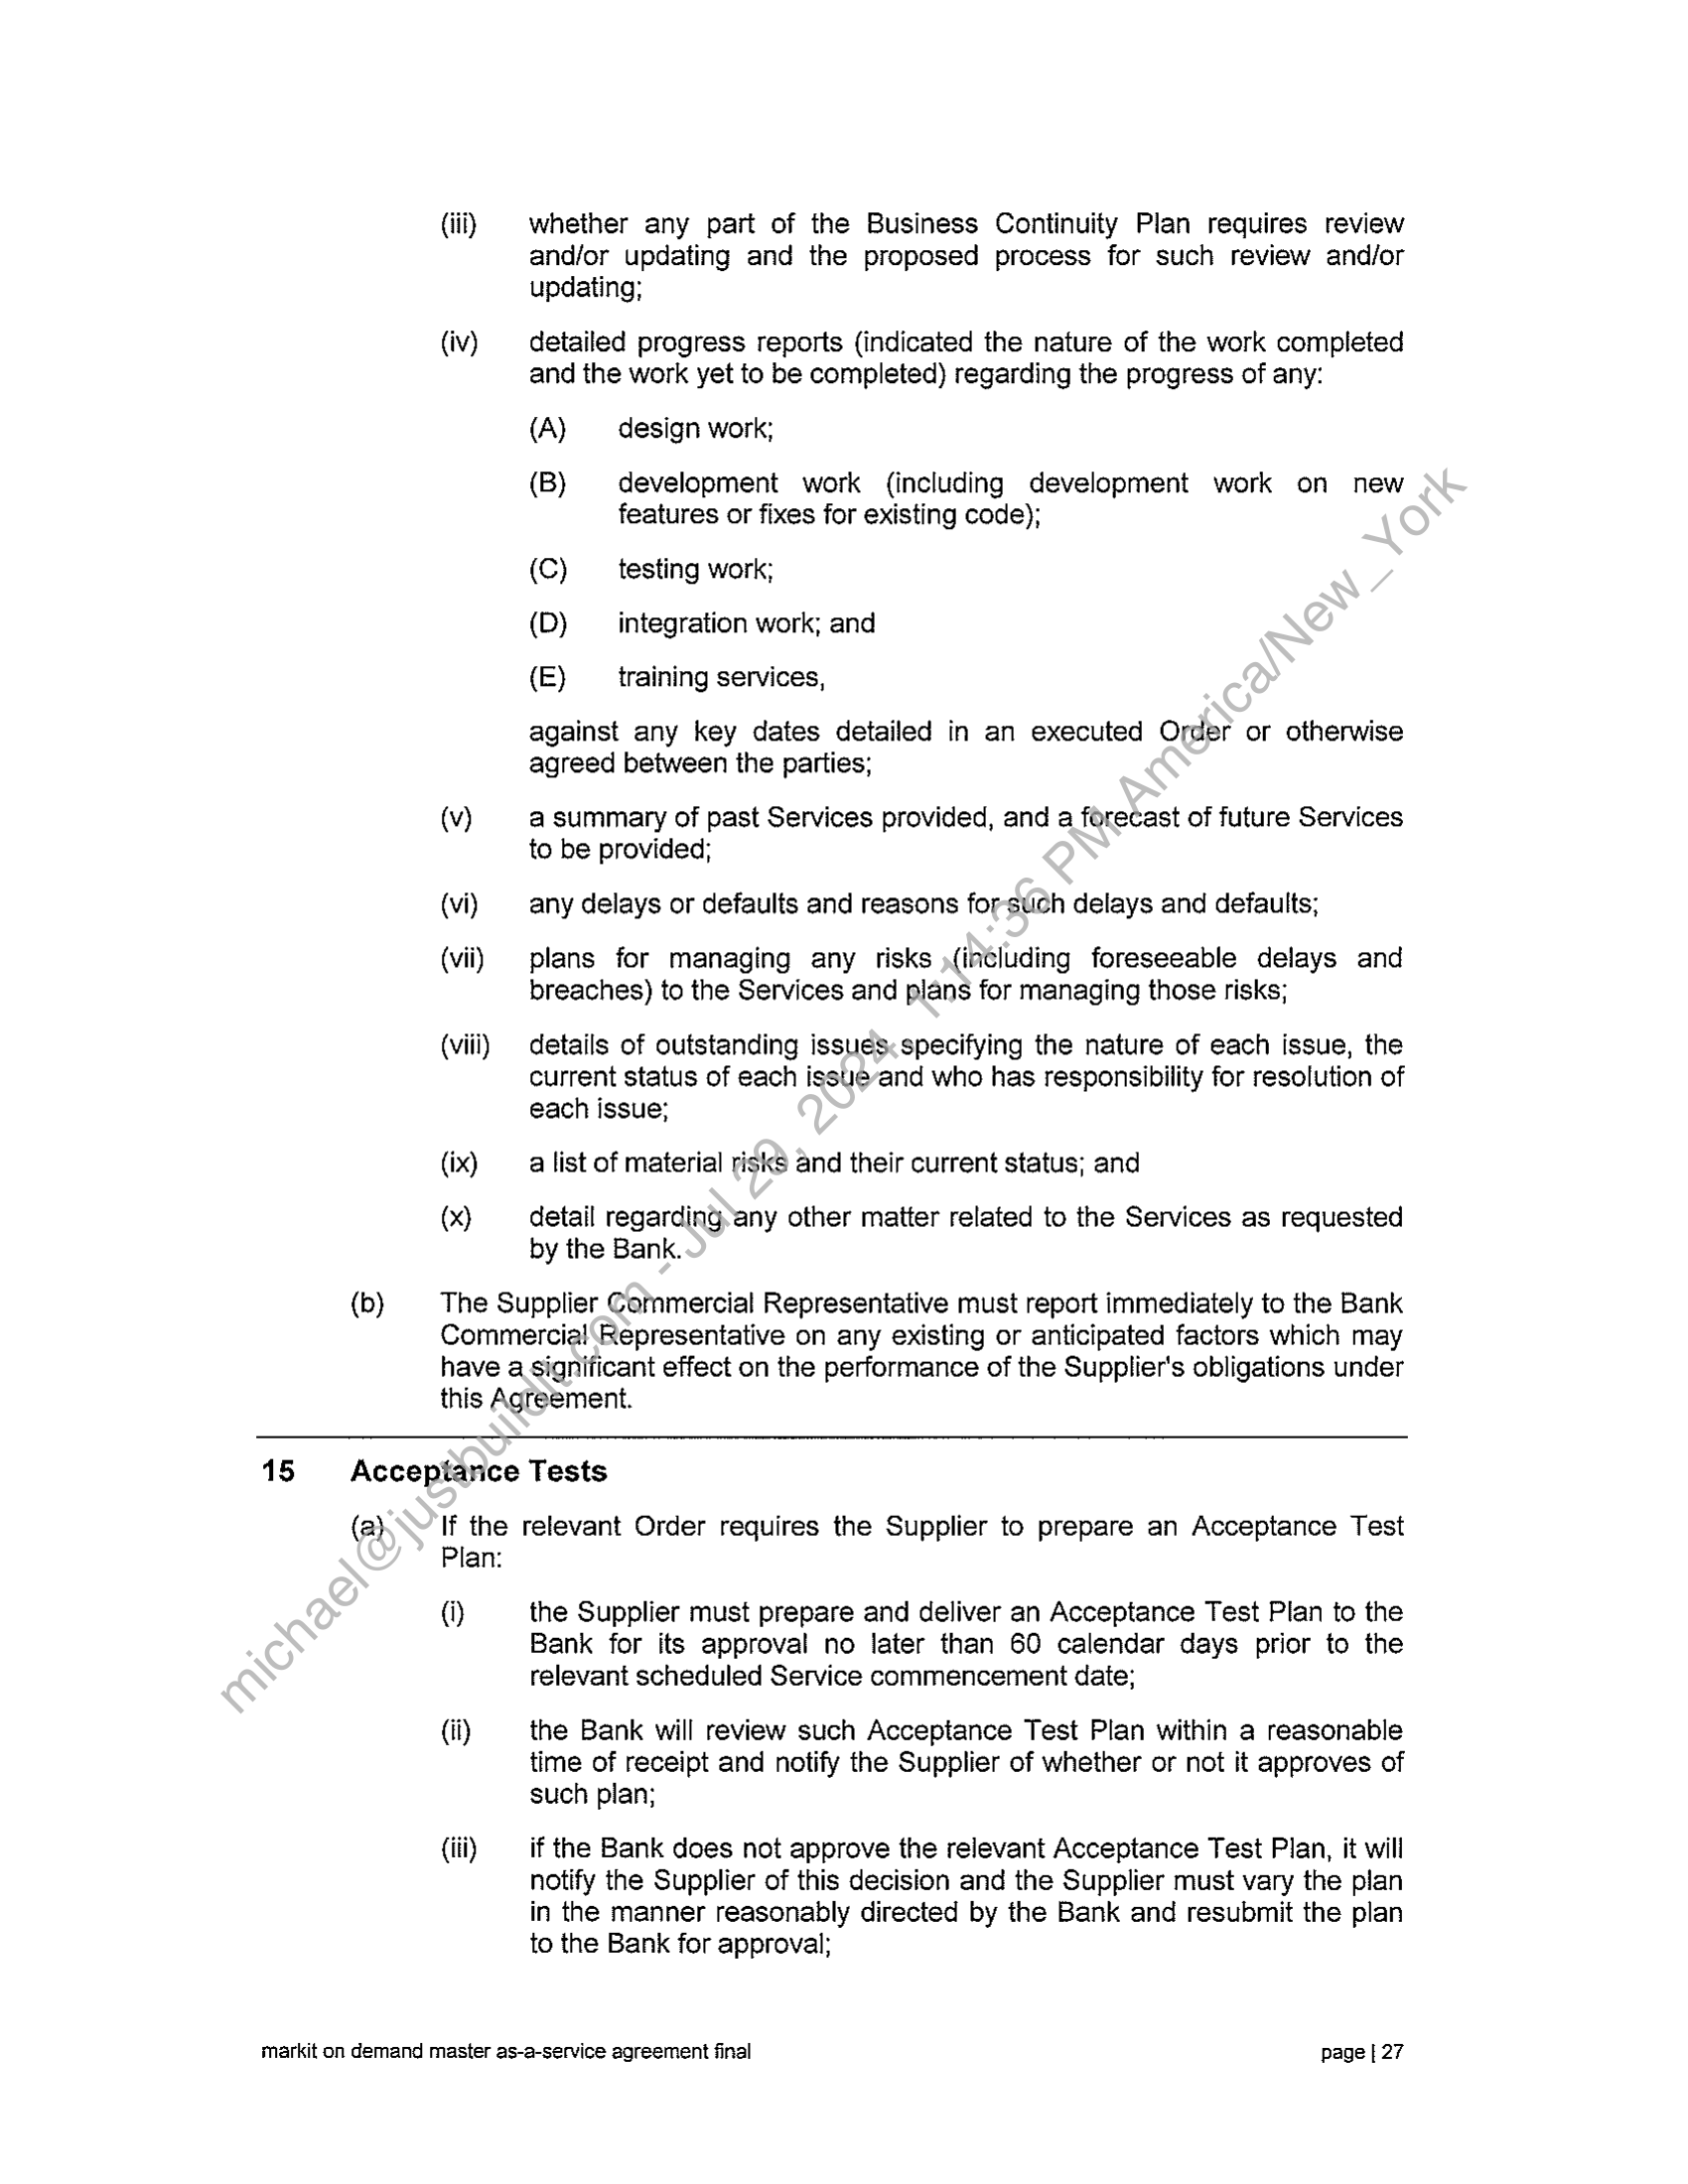 (iii) whether any part of the Business Continuity Plan requires review
and/or updating and the proposed process for such review and/or
updating;
(iv) detailed progress reports (indicated the nature of the work completed
and the work yet to be completed) regarding the progress of any:
(A) design work;
(B) development work (including development work on new
features or fixes for existing code);
(C) testing work;
(D) integration work; and
(E) training services,
against any key dates detailed in an executed Order or otherwise
agreed between the parties;
(v) a summary of past Services provided, and a forecast of future Services
to be provided;
(vi) any delays or defaults and reasons for such delays and defaults;
(vii) plans for managing any risks (including foreseeable delays and
breaches) to the Services and plans for managing those risks;
(viii) details of outstanding issues specifying the nature of each issue, the
current status of each issue and who has responsibility for resolution of
each issue;
(ix) a list of material risks and their current status; and
(x) detail regarding any other matter related to the Services as requested
by the Bank.
(b) The Supplier Commercial Representative must report immediately to the Bank
Commercial Representative on any existing or anticipated factors which may
have a significant effect on the performance of the Supplier's obligations under
this Agreement.
15 Acceptance Tests
(a) If the relevant Order requires the Supplier to prepare an Acceptance Test
Plan:
(i) the Supplier must prepare and deliver an Acceptance Test Plan to the
Bank for its approval no later than 60 calendar days prior to the
relevant scheduled Service commencement date;
(ii) the Bank will review such Acceptance Test Plan within a reasonable
time of receipt and notify the Supplier of whether or not it approves of
such plan;
(iii) if the Bank does not approve the relevant Acceptance Test Plan, it will
notify the Supplier of this decision and the Supplier must vary the plan
in the manner reasonably directed by the Bank and resubmit the plan
to the Bank for approval;
markit on demand master as-a-service agreement final page | 27
michael@justbuildit.com - Jul 29, 2024, 1:14:36 PM America/New_York